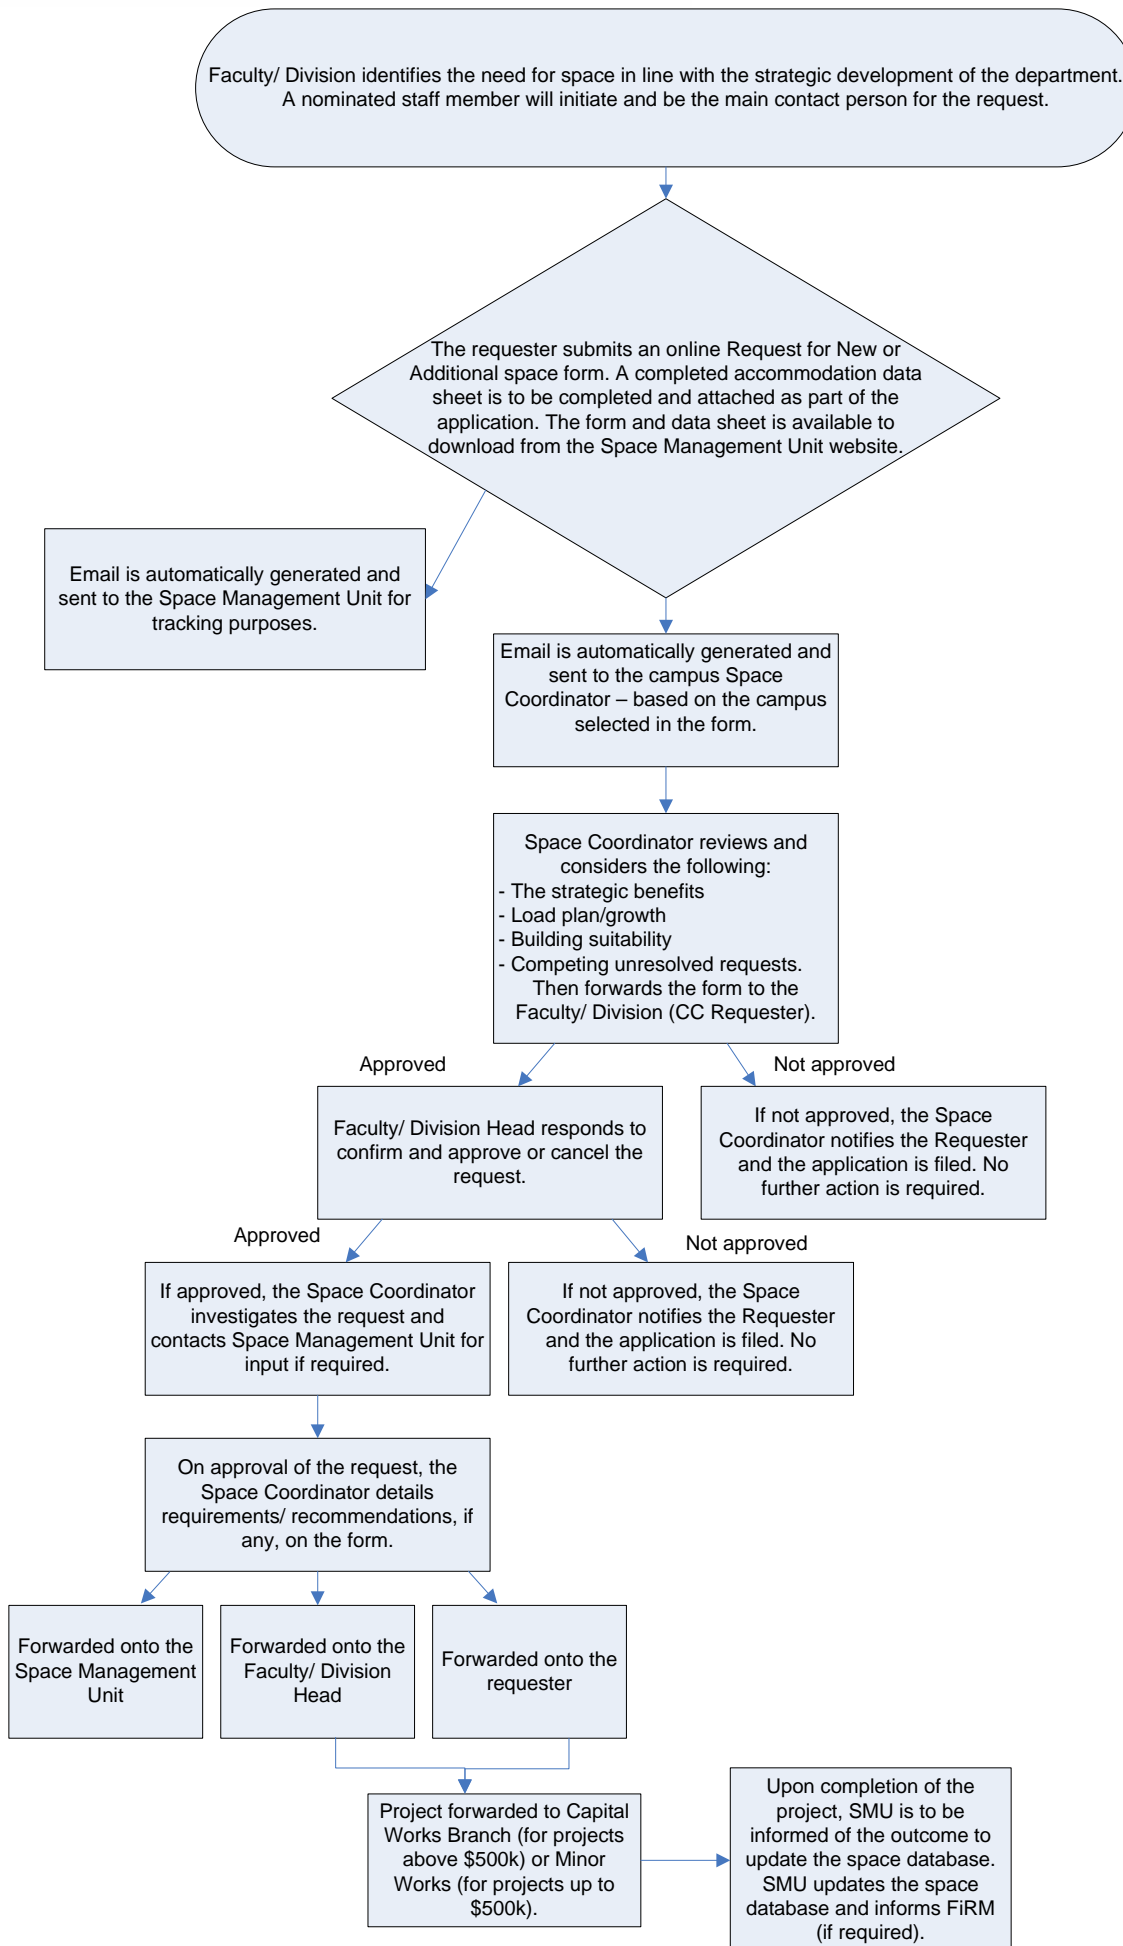 Faculty/ Division identifies the need for space in line with the strategic development of the department.
A nominated staff member will initiate and be the main contact person for the request.
The requester submits an online Request for New or
Additional space form. A completed accommodation data
sheet is to be completed and attached as part of the
application. The form and data sheet is available to
download from the Space Management Unit website.
Email is automatically generated and
sent to the Space Management Unit for
tracking purposes.
Email is automatically generated and
sent to the campus Space
Coordinator – based on the campus
selected in the form.
Space Coordinator reviews and
considers the following:
- The strategic benefits
- Load plan/growth
- Building suitability
- Competing unresolved requests.
Then forwards the form to the
Faculty/ Division (CC Requester).
Approved
Not approved
Faculty/ Division Head responds to
confirm and approve or cancel the
request.
If not approved, the Space
Coordinator notifies the Requester
and the application is filed. No
further action is required.
Approved
Not approved
If approved, the Space Coordinator
investigates the request and
contacts Space Management Unit for
input if required.
If not approved, the Space
Coordinator notifies the Requester
and the application is filed. No
further action is required.
On approval of the request, the
Space Coordinator details
requirements/ recommendations, if
any, on the form.
Forwarded onto the
Space Management
Unit
Forwarded onto the
Faculty/ Division
Head
Forwarded onto the
requester
Project forwarded to Capital
Works Branch (for projects
above $500k) or Minor
Works (for projects up to
$500k).
Upon completion of the
project, SMU is to be
informed of the outcome to
update the space database.
SMU updates the space
database and informs FiRM
(if required).